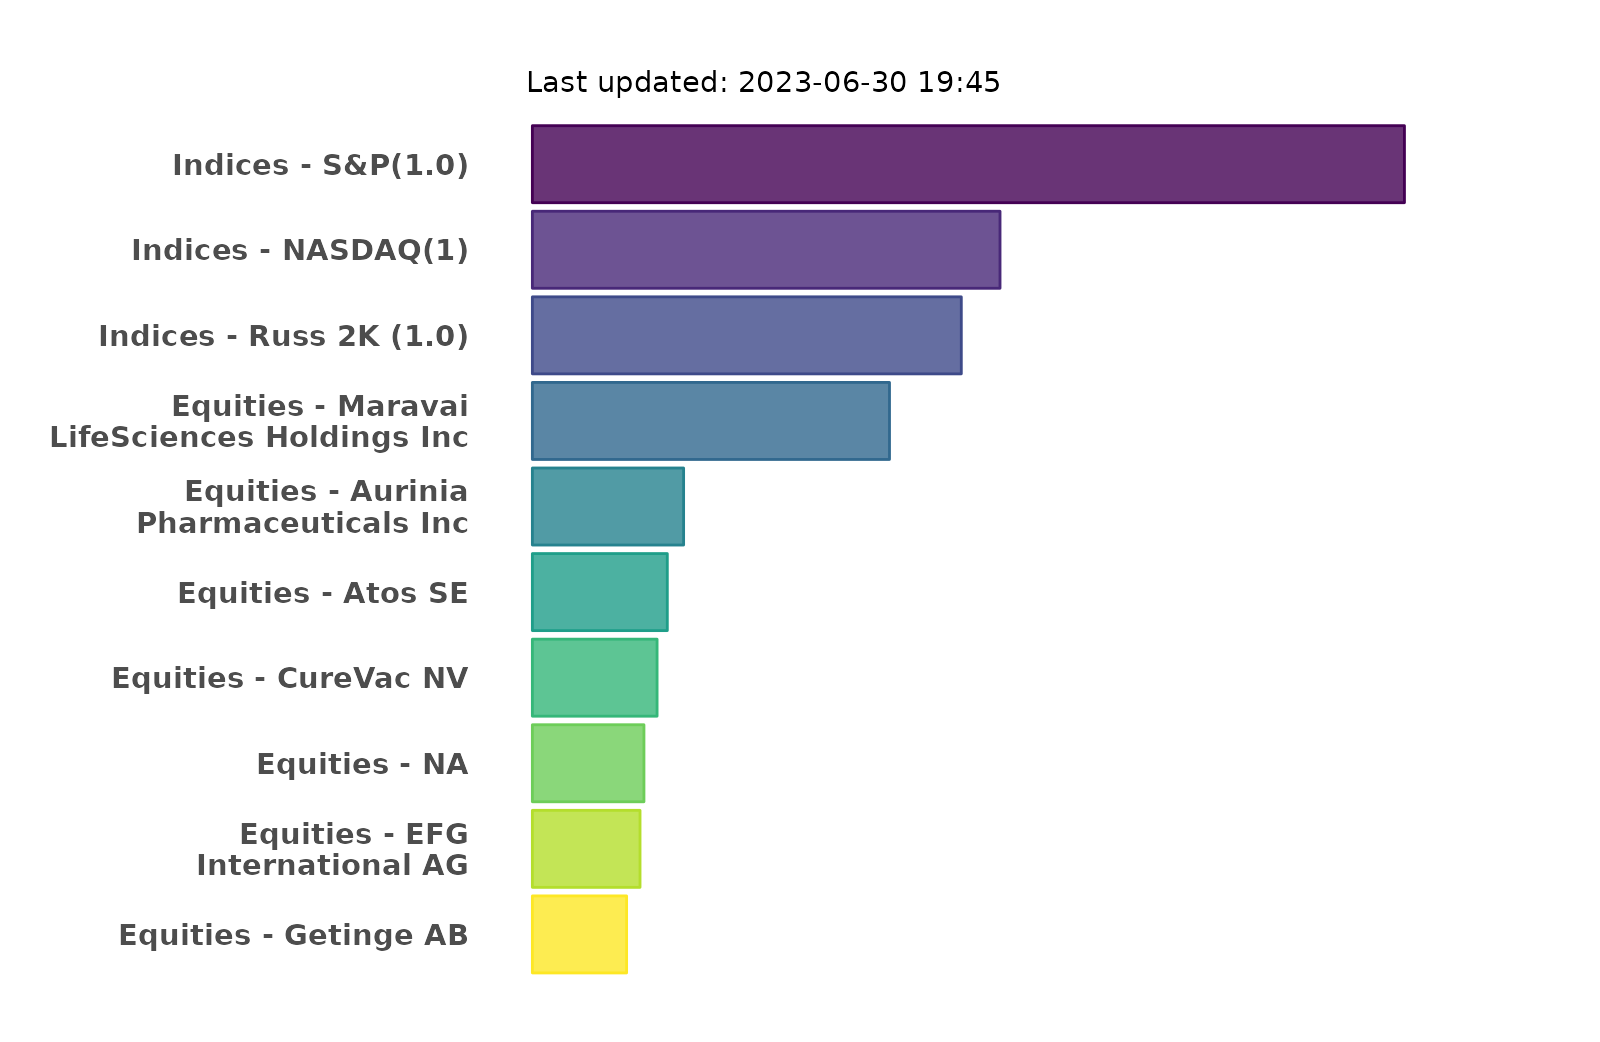 Last updated: 2023-06-30 19:45
Indices - S&P(1.0)
Indices - NASDAQ(1)
Indices - Russ 2K (1.0)
Equities - Maravai
LifeSciences Holdings Inc
Equities - Aurinia
Pharmaceuticals Inc
Equities - Atos SE
Equities - CureVac NV
Equities - NA
Equities - EFG
International AG
Equities - Getinge AB